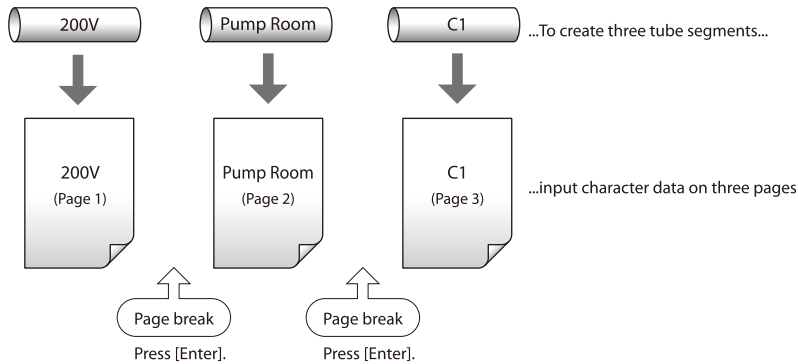 200V
Pump Room
C1
...To create three tube segments...
200V
(Page 1)
Pump Room
(Page 2)
C1
(Page 3)
...input character data on three pages
Page break
Press [Enter].
Page break
Press [Enter].